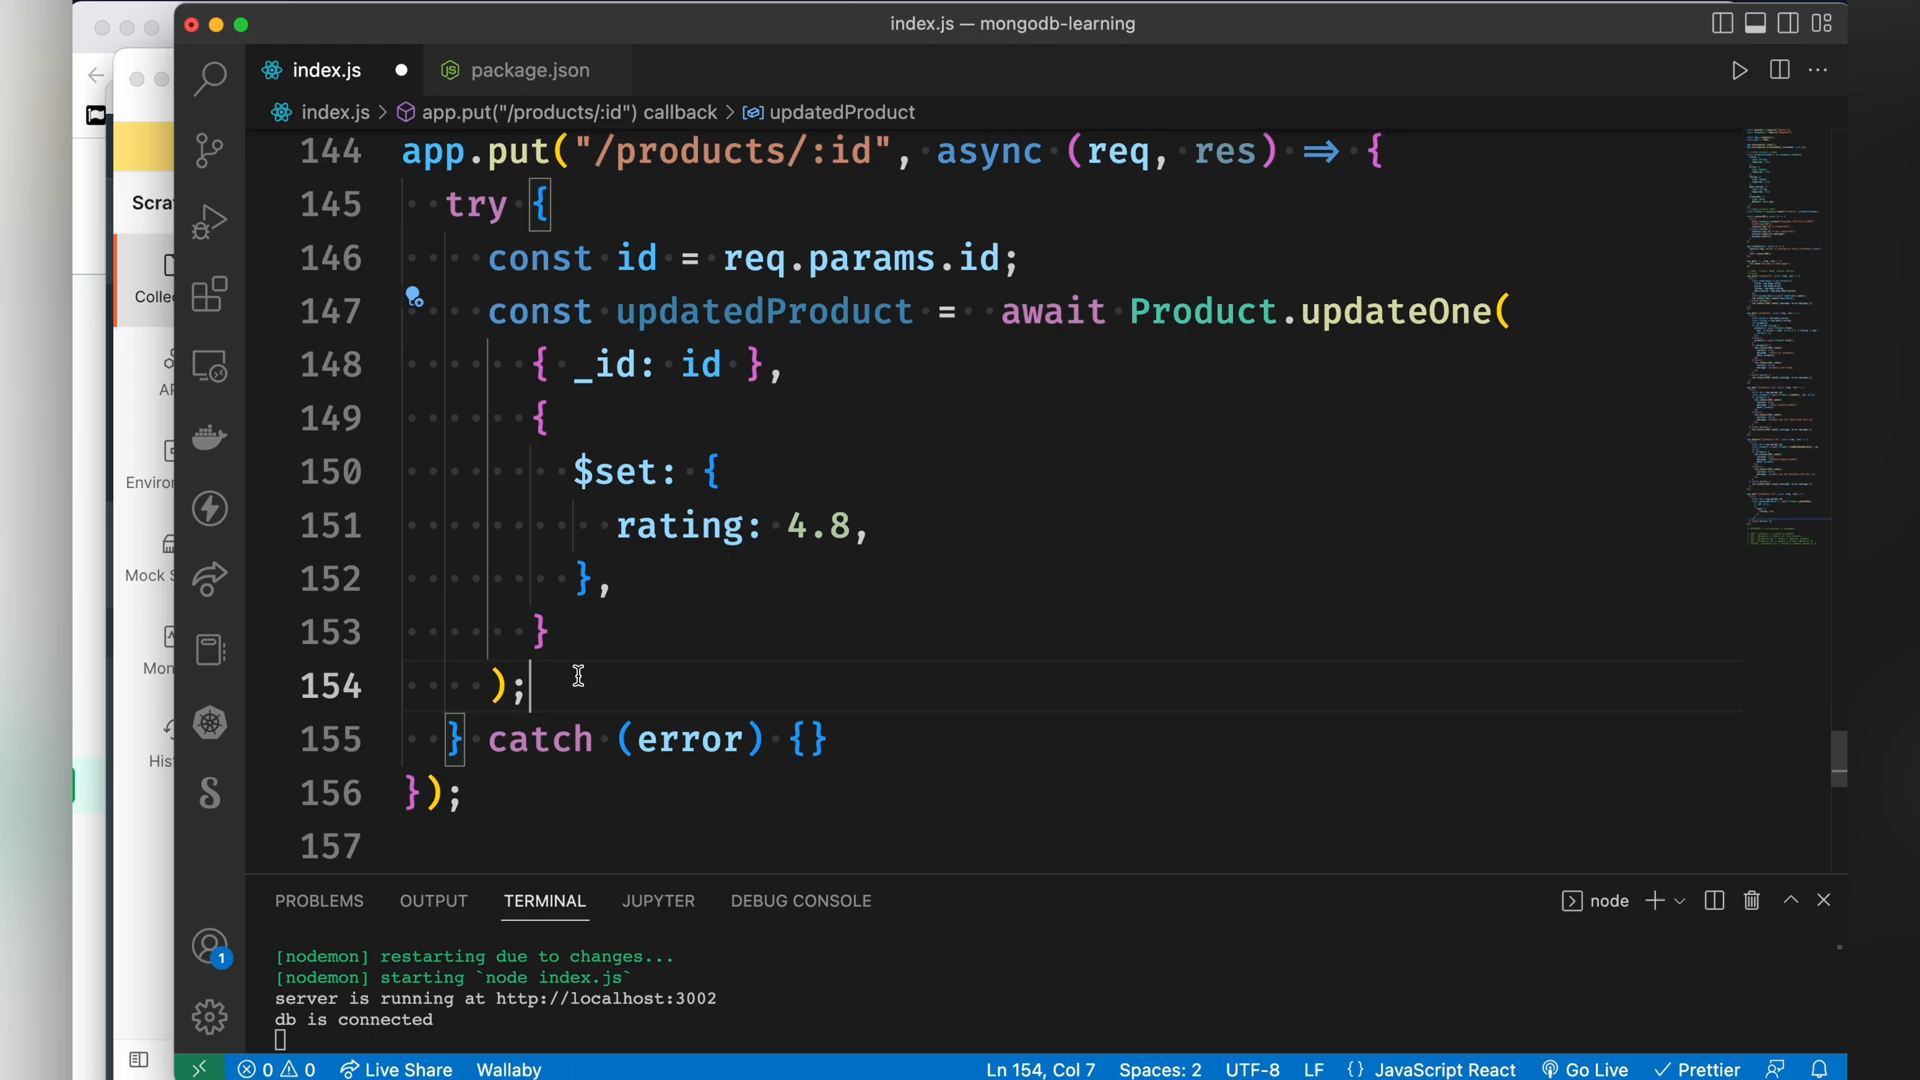 index.js — mongodb-learning
index.js
package.json
index.js > app.put("/products/:id") callback > updatedProduct
144 app.put("/products/:id", async (req, res) ⇒ {
145 try {
146 const id = req.params.id;
147 const updatedProduct = await Product.updateOne(
148 { _id: id },
149 {
150 $set: {
151 rating: 4.8,
152 },
153 }
154 );
155 } catch (error) {}
156 });
157
Scra
Colle
AP
Environ
Mock S
Mon
Hist
PROBLEMS OUTPUT TERMINAL JUPYTER DEBUG CONSOLE
node
[nodemon] restarting due to changes...
[nodemon] starting `node index.js`
server is running at http://localhost:3002
db is connected
1
0 0 Live Share Wallaby
Ln 154, Col 7 Spaces: 2 UTF-8 LF {} JavaScript React Go Live Prettier